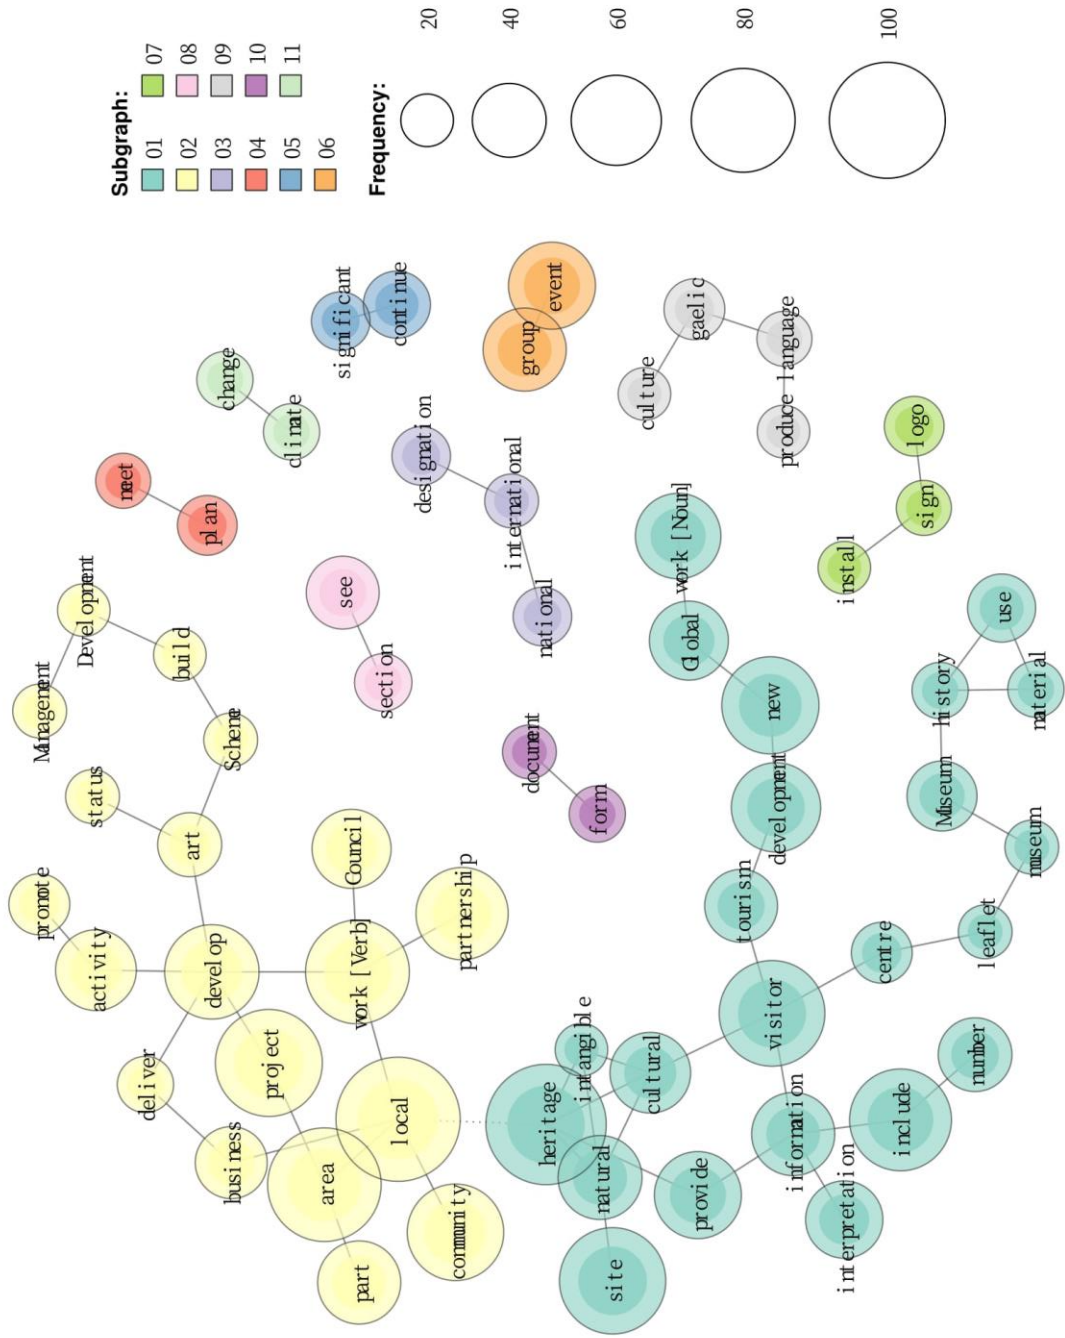 Subgraph:
01
02
03
04
05
06
07
08
09
10
11
Frequency:
20
40
60
80
100
Management
Development
build
Scheme
status
art
promote
activity
develop
Council
work [Verb]
partnership
deliver
project
business
local
area
community
part
meet
plan
change
climate
significant
continue
see
section
designation
international
national
group
event
document
form
culture
gaelic
language
produce
logo
sign
install
work [Noun]
Global
new
development
tourism
visitor
centre
leaflet
museum
Museum
history
use
material
intangible
heritage
cultural
natural
site
provide
information
include
number
interpretation